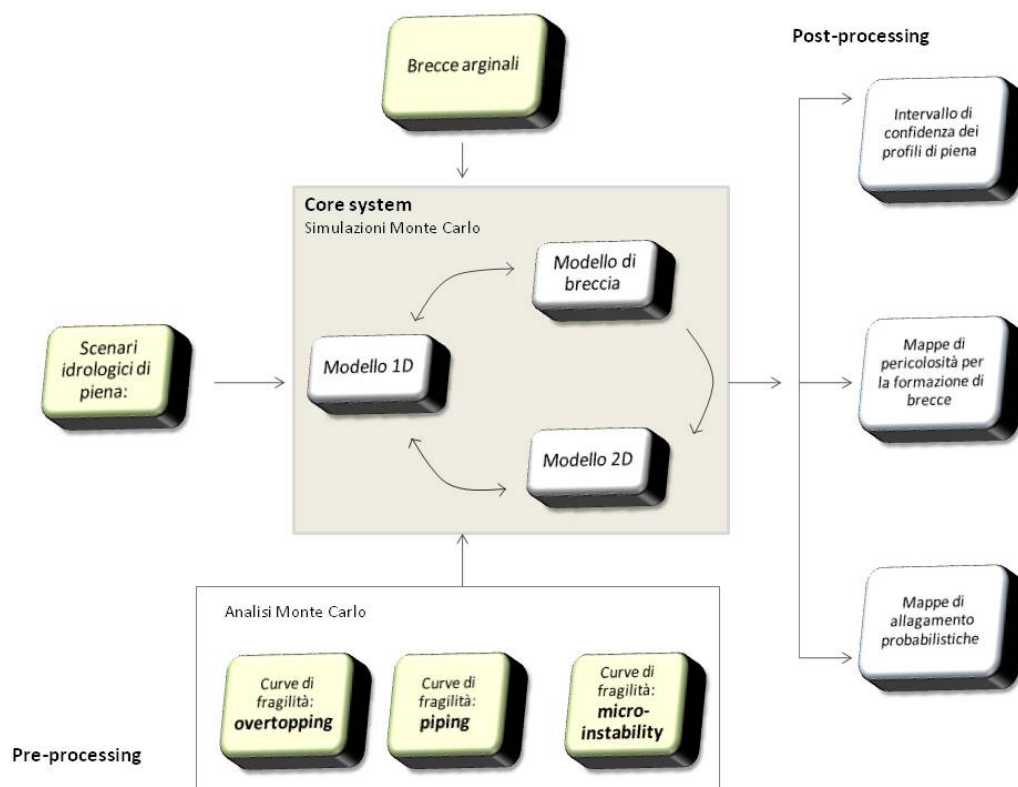 Post-processing
Brecce arginali
Intervallo di
confidenza dei
profili di piena
Core system
Simulazioni Monte Carlo
Modello di
breccia
Scenari
idrologici di
piena:
Modello 1D
Mappe di
pericolosità per
la formazione di
brecce
Modello 2D
Analisi Monte Carlo
Mappe di
allagamento
probabilistiche
Curve di
fragilità:
overtopping
Curve di
fragilità:
piping
Curve di
fragilità:
micro-
instability
Pre-processing